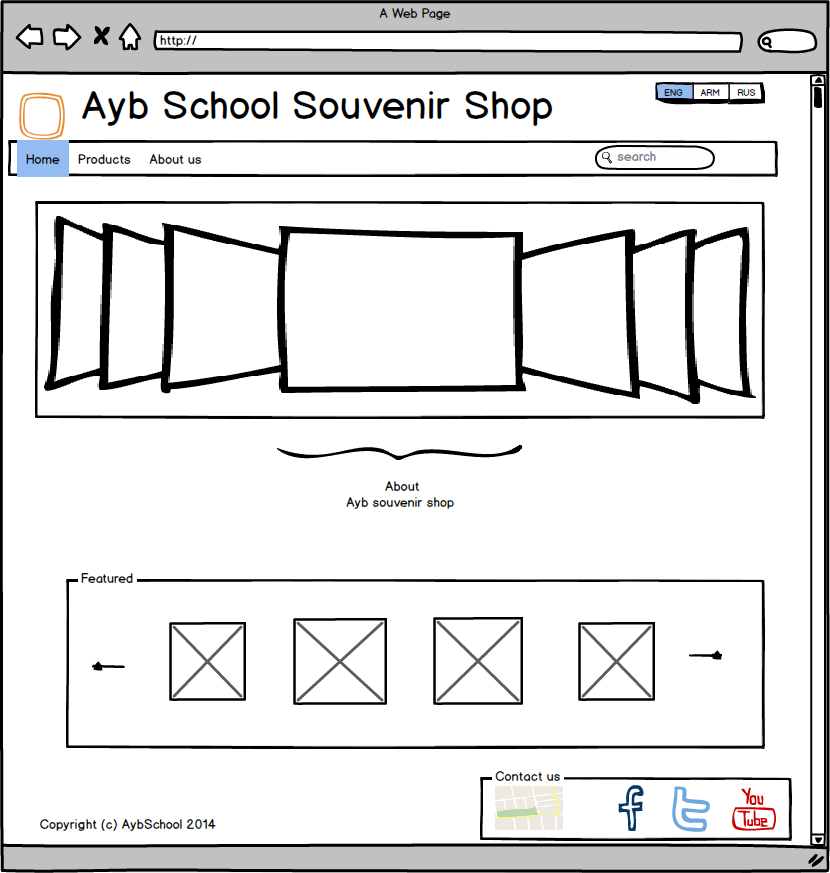 A Web Page
http://
Ayb School Souvenir Shop
ENG ARM RUS
Home Products About us
search
About
Ayb souvenir shop
Featured
Contact us
f
t
You
Tube
Copyright (c) AybSchool 2014